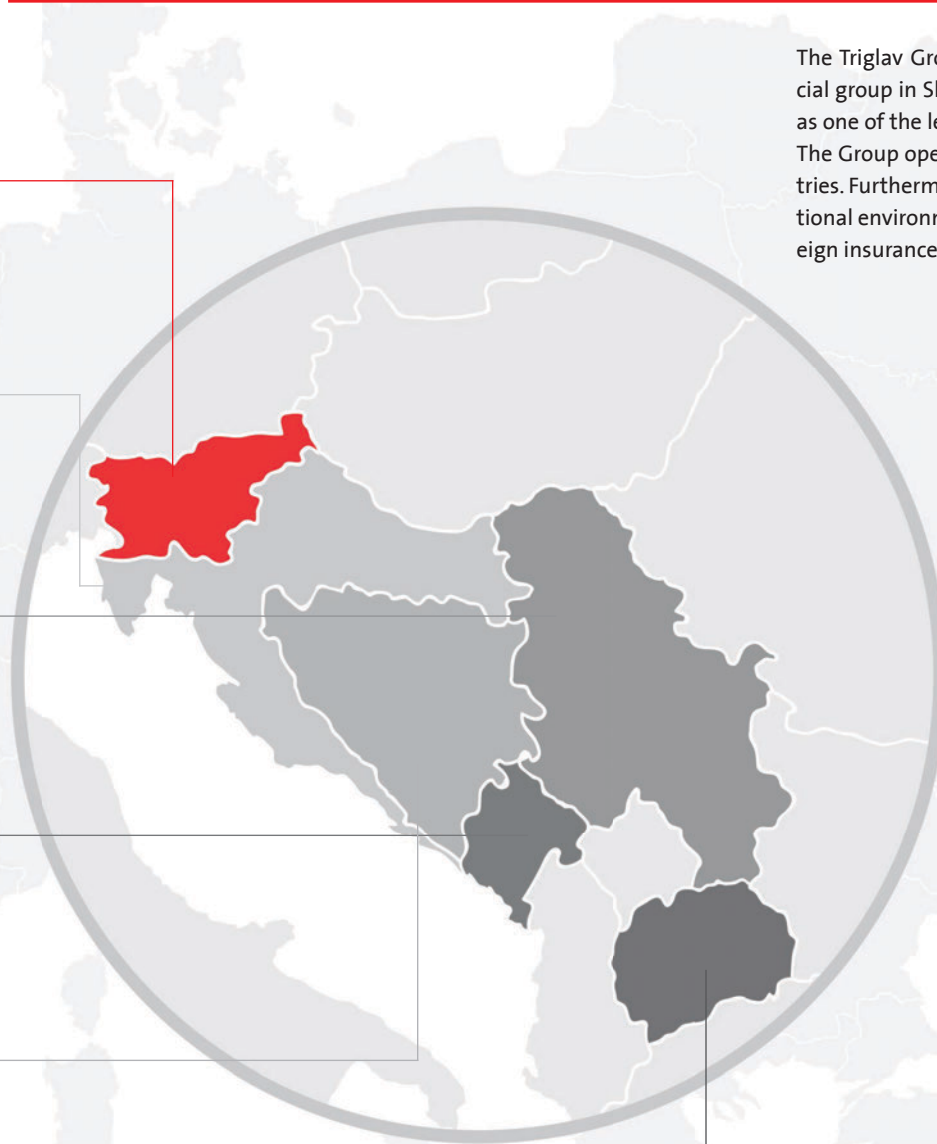 The Triglav Gro
cial group in Sl
as one of the le
The Group ope
tries. Furtherm
tional environr
eign insurance